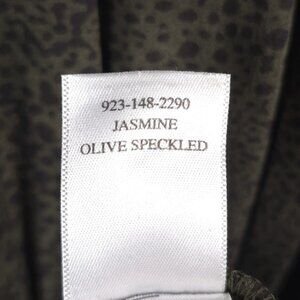 923-148-2290
JASMINE
OLIVE SPECKLED